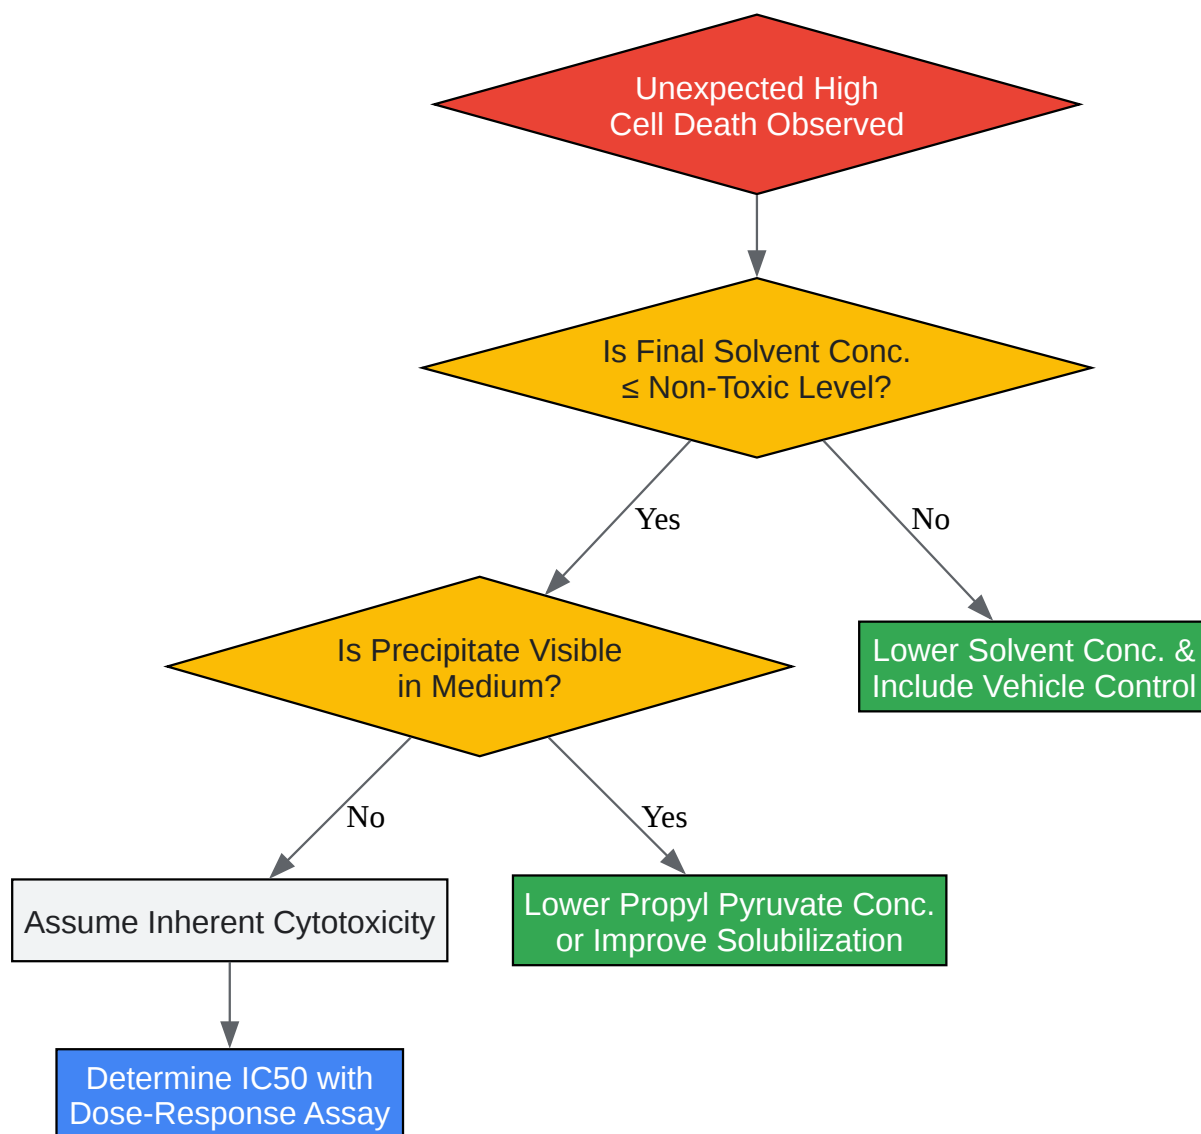 Unexpected High
Cell Death Observed
Is Final Solvent Conc.
≤ Non-Toxic Level?
Yes
No
Is Precipitate Visible
in Medium?
Lower Solvent Conc. &
Include Vehicle Control
No
Yes
Assume Inherent Cytotoxicity
Lower Propyl Pyruvate Conc.
or Improve Solubilization
Determine IC50 with
Dose-Response Assay